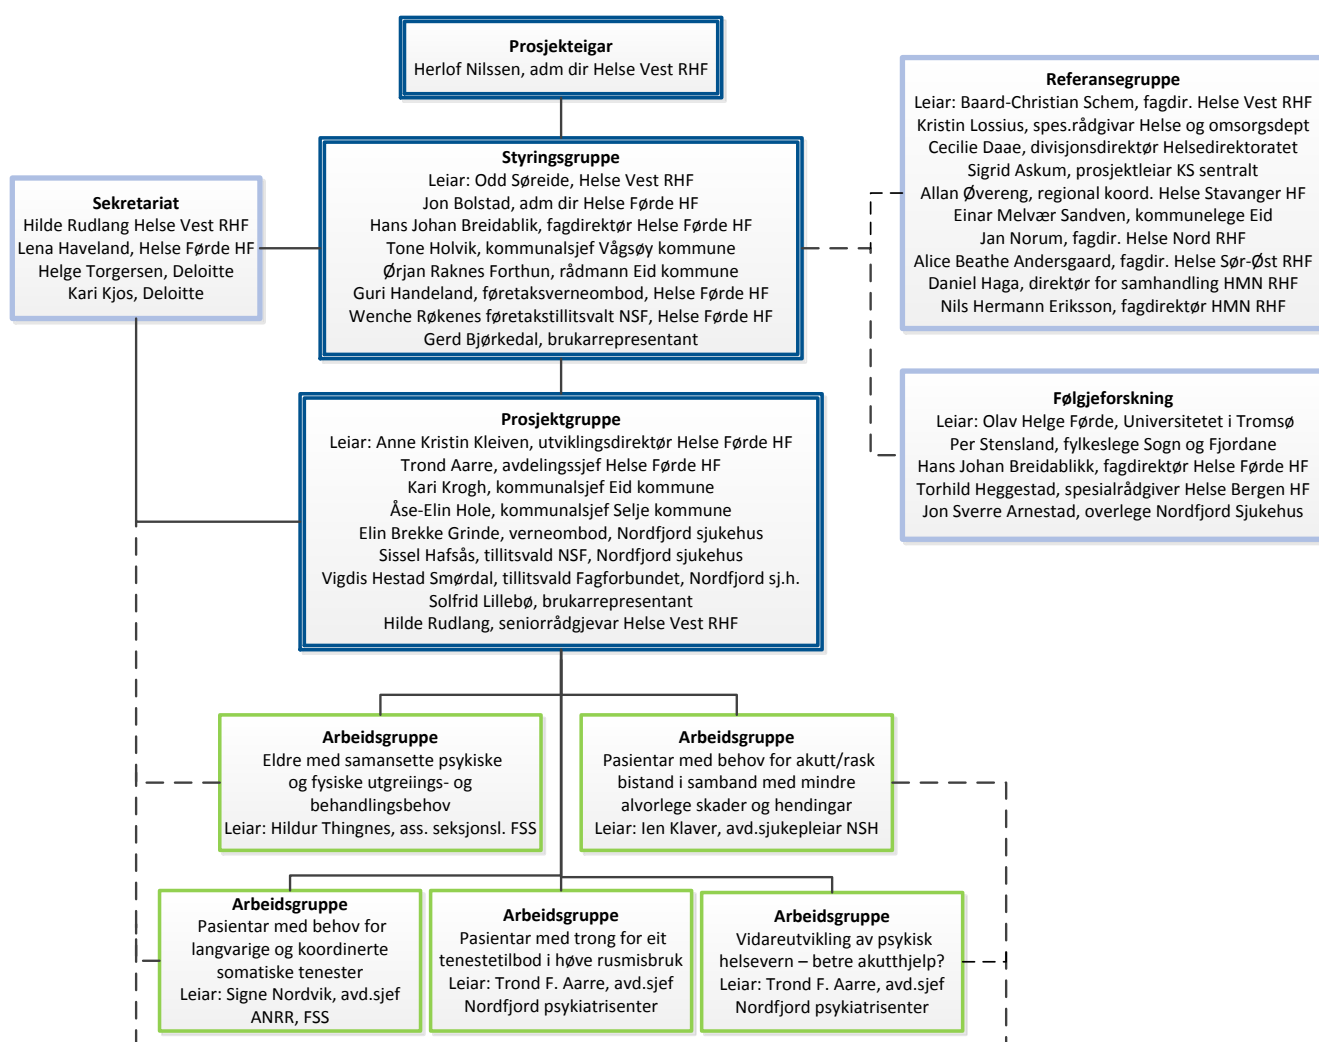 Prosjekteigar
Herlof Nilssen, adm dir Helse Vest RHF
Styringsgruppe
Leiar: Odd Søreide, Helse Vest RHF
Jon Bolstad, adm dir Helse Førde HF
Hans Johan Breidablik, fagdirektør Helse Førde HF
Tone Holvik, kommunalsjef Vågsøy kommune
Ørjan Raknes Forthun, rådmann Eid kommune
Guri Handeland, føretaksverneombod, Helse Førde HF
Wenche Røkenes føretakstillitsvalt NSF, Helse Førde HF
Gerd Bjørkedal, brukarrepresentant
Sekretariat
Hilde Rudlang Helse Vest RHF
Lena Haveland, Helse Førde HF
Helge Torgersen, Deloitte
Kari Kjos, Deloitte
Referansegruppe
Leiar: Baard-Christian Schem, fagdir. Helse Vest RHF
Kristin Lossius, spes.rådgivar Helse og omsorgsdept
Cecilie Daae, divisjonsdirektør Helsedirektoratet
Sigrid Askum, prosjektleiar KS sentralt
Allan Øvereng, regional koord. Helse Stavanger HF
Einar Melvær Sandven, kommunelege Eid
Jan Norum, fagdir. Helse Nord RHF
Alice Beathe Andersgaard, fagdir. Helse Sør-Øst RHF
Daniel Haga, direktør for samhandling HMN RHF
Nils Hermann Eriksson, fagdirektør HMN RHF
Følgjeforskning
Leiar: Olav Helge Førde, Universitetet i Tromsø
Per Stensland, fylkeslege Sogn og Fjordane
Hans Johan Breidablikk, fagdirektør Helse Førde HF
Torhild Heggestad, spesialrådgiver Helse Bergen HF
Jon Sverre Arnestad, overlege Nordfjord Sjukehus
Prosjektgruppe
Leiar: Anne Kristin Kleiven, utviklingsdirektør Helse Førde HF
Trond Aarre, avdelingssjef Helse Førde HF
Kari Krogh, kommunalsjef Eid kommune
Åse-Elin Hole, kommunalsjef Selje kommune
Elin Brekke Grinde, verneombod, Nordfjord sjukehus
Sissel Hafsås, tillitsvald NSF, Nordfjord sjukehus
Vigdis Hestad Smørdal, tillitsvald Fagforbundet, Nordfjord sj.h.
Solfrid Lillebø, brukarrepresentant
Hilde Rudlang, seniorrådgjevar Helse Vest RHF
Arbeidsgruppe
Eldre med samansette psykiske
og fysiske utgreiings- og
behandlingsbehov
Leiar: Hildur Thingnes, ass. seksjonsl. FSS
Arbeidsgruppe
Pasientar med behov for akutt/rask
bistand i samband med mindre
alvorlege skader og hendingar
Leiar: Ien Klaver, avd.sjukepleiar NSH
Arbeidsgruppe
Pasientar med behov for
langvarige og koordinerte
somatiske tenester
Leiar: Signe Nordvik, avd.sjef
ANRR, FSS
Arbeidsgruppe
Pasientar med trong for eit
tenestetilbod i høve rusmisbruk
Leiar: Trond F. Aarre, avd.sjef
Nordfjord psykiatrisenter
Arbeidsgruppe
Vidareutvikling av psykisk
helsevern – betre akutthjelp?
Leiar: Trond F. Aarre, avd.sjef
Nordfjord psykiatrisenter